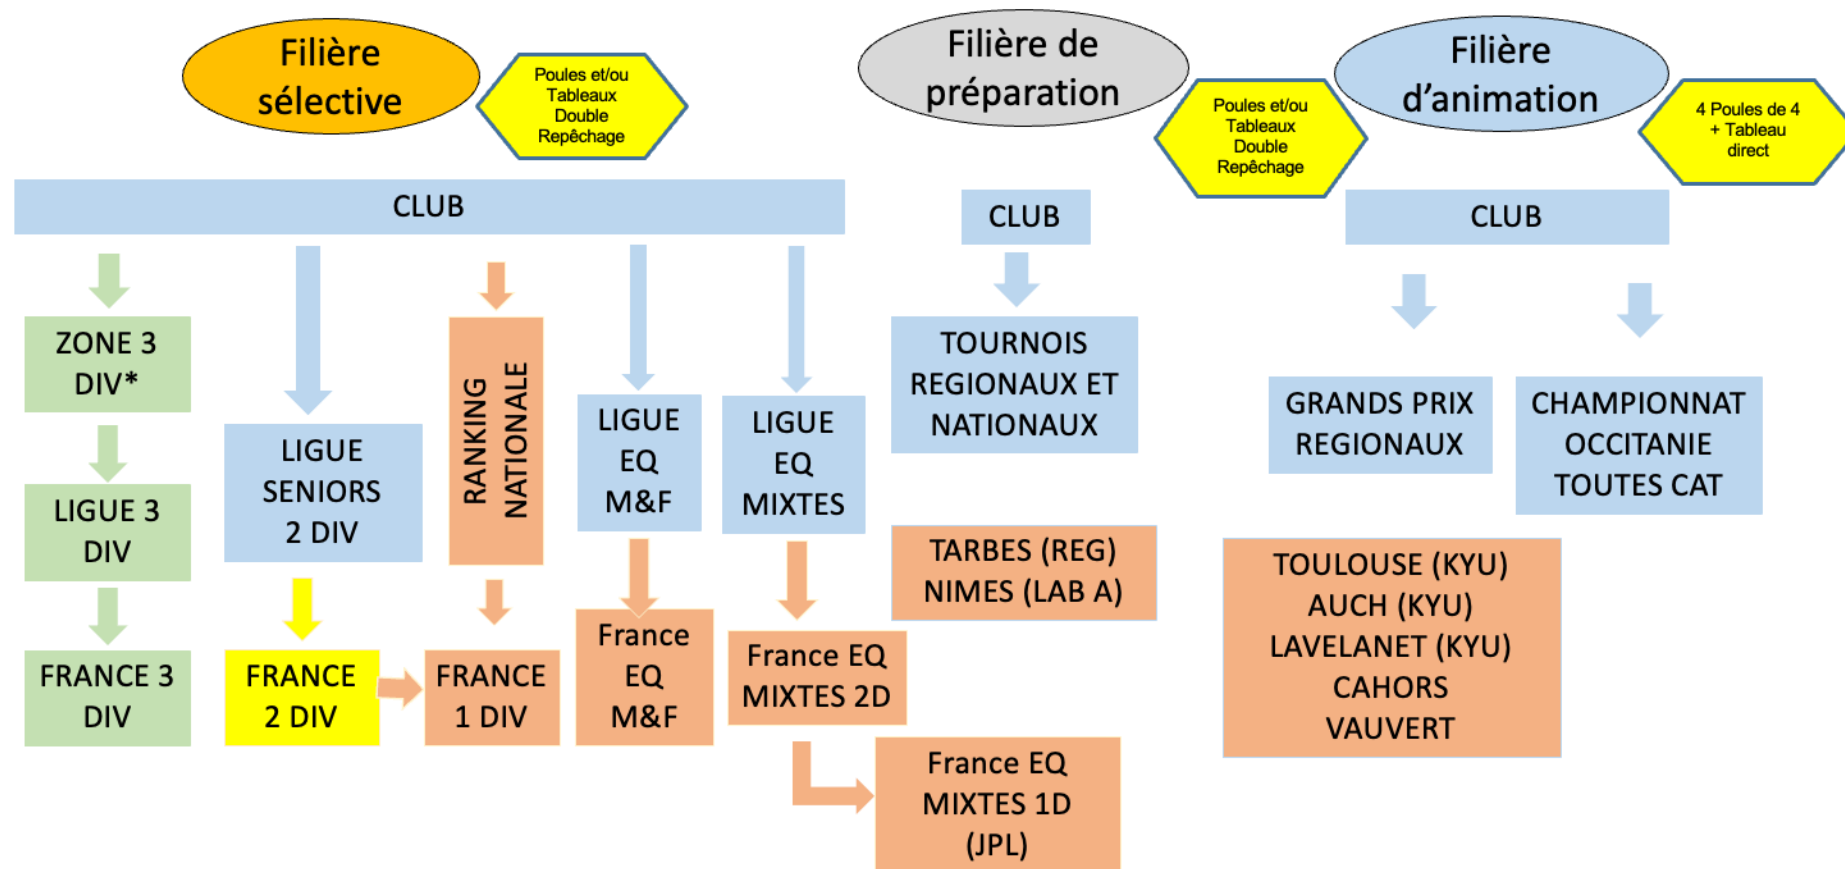 Filière
sélective
Poules et/ou
Tableaux
Double
Repêchage
Filière de
préparation
Poules et/ou
Tableaux
Double
Repêchage
Filière
d’animation
4 Poules de 4
+ Tableau
direct
CLUB
CLUB
CLUB
ZONE 3
DIV*
LIGUE 3
DIV
FRANCE 3
DIV
LIGUE
SENIORS
2 DIV
FRANCE
2 DIV
RANKING
NATIONALE
FRANCE
1 DIV
LIGUE
EQ
M&F
France
EQ
M&F
LIGUE
EQ
MIXTES
France EQ
MIXTES 2D
France EQ
MIXTES 1D
(JPL)
TOURNOIS
REGIONAUX ET
NATIONAUX
TARBES (REG)
NIMES (LAB A)
GRANDS PRIX
REGIONAUX
CHAMPIONNAT
OCCITANIE
TOUTES CAT
TOULOUSE (KYU)
AUCH (KYU)
LAVELANET (KYU)
CAHORS
VAUVERT